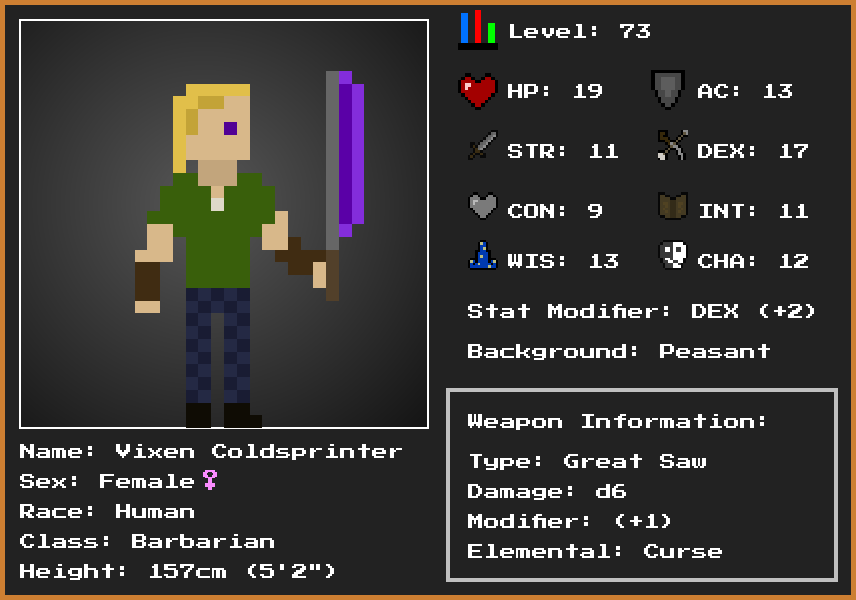 Level: 73
HP: 19
AC: 13
STR: 11
DEX: 17
CON: 9
INT: 11
WIS: 13
CHA: 12
Stat Modifier: DEX (+2)
Background: Peasant
Weapon Information:
Type: Great Saw
Damage: d6
Modifier: (+1)
Elemental: Curse
Name: Vixen Coldsprinter
Sex: Female♀
Race: Human
Class: Barbarian
Height: 157cm (5'2")